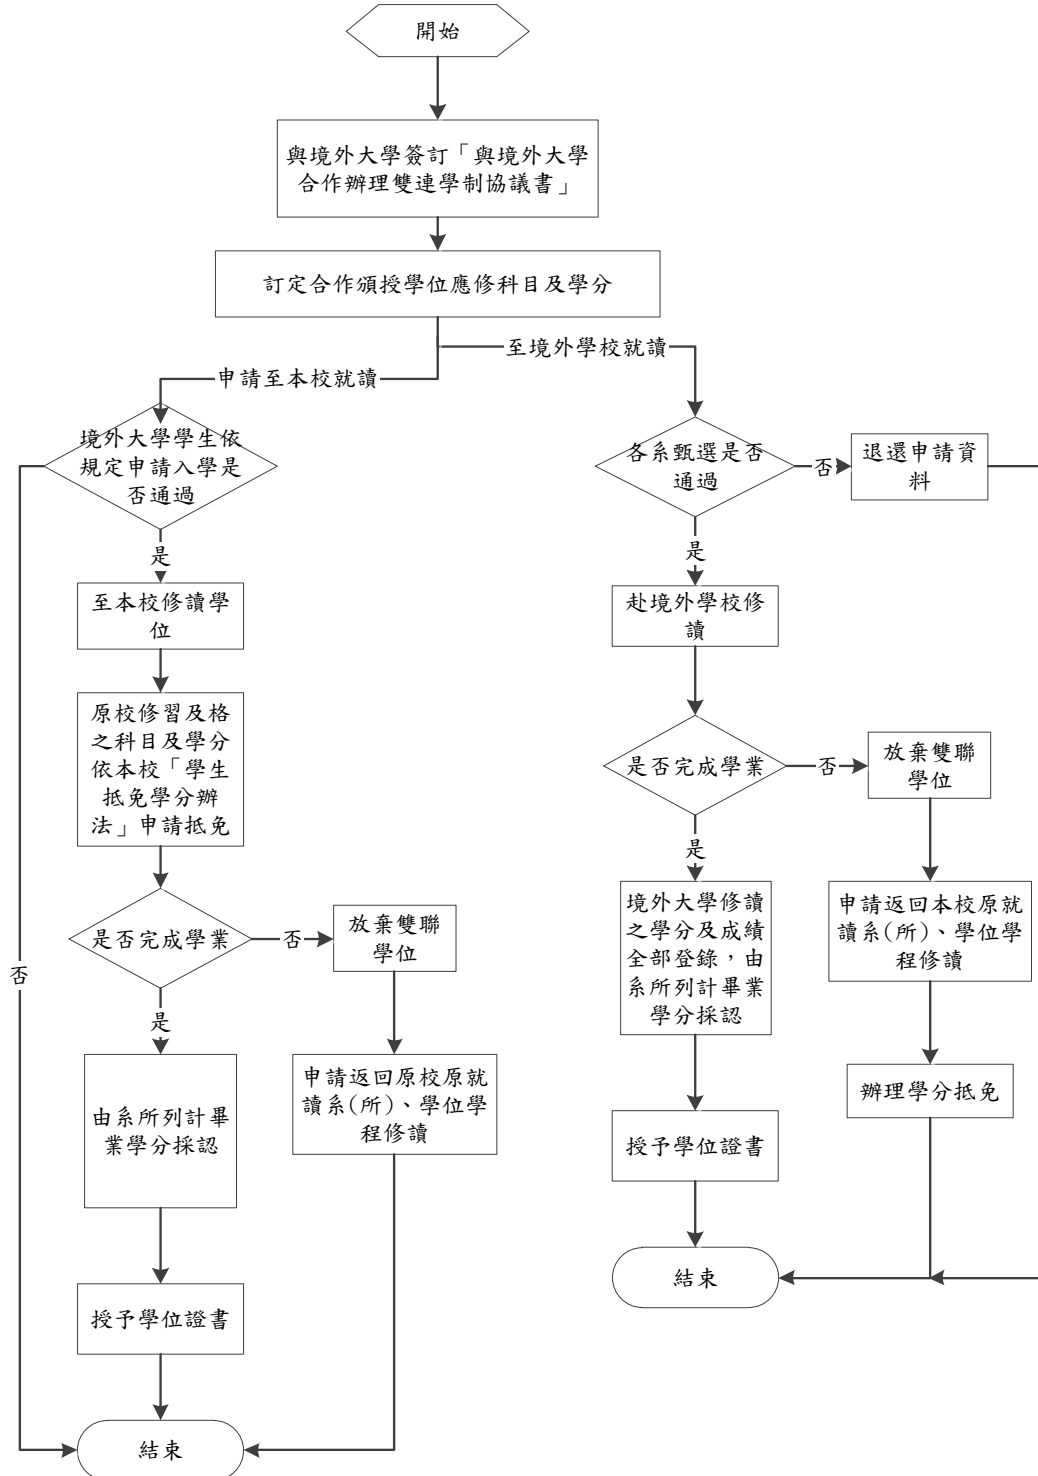 開始
與境外大學簽訂「與境外大學
合作辦理雙連學制協議書」
訂定合作頒授學位應修科目及學分
至境外學校就讀
申請至本校就讀
境外大學學生依
規定申請入學是
否通過
各系甄選是否
通過
否
退還申請資
料
是
至本校修讀學
位
是
赴境外學校修
讀
原校修習及格
之科目及學分
依本校「學生
抵免學分辦
法」申請抵免
是否完成學業
否
放棄雙聯
學位
是
境外大學修讀
之學分及成績
全部登錄，由
系所列計畢業
學分採認
申請返回本校原就
讀系(所)、學位學
程修讀
否
是否完成學業
否
放棄雙聯
學位
是
由系所列計畢
業學分採認
申請返回原校原就
讀系(所)、學位學
程修讀
辦理學分抵免
授予學位證書
結束
授予學位證書
結束